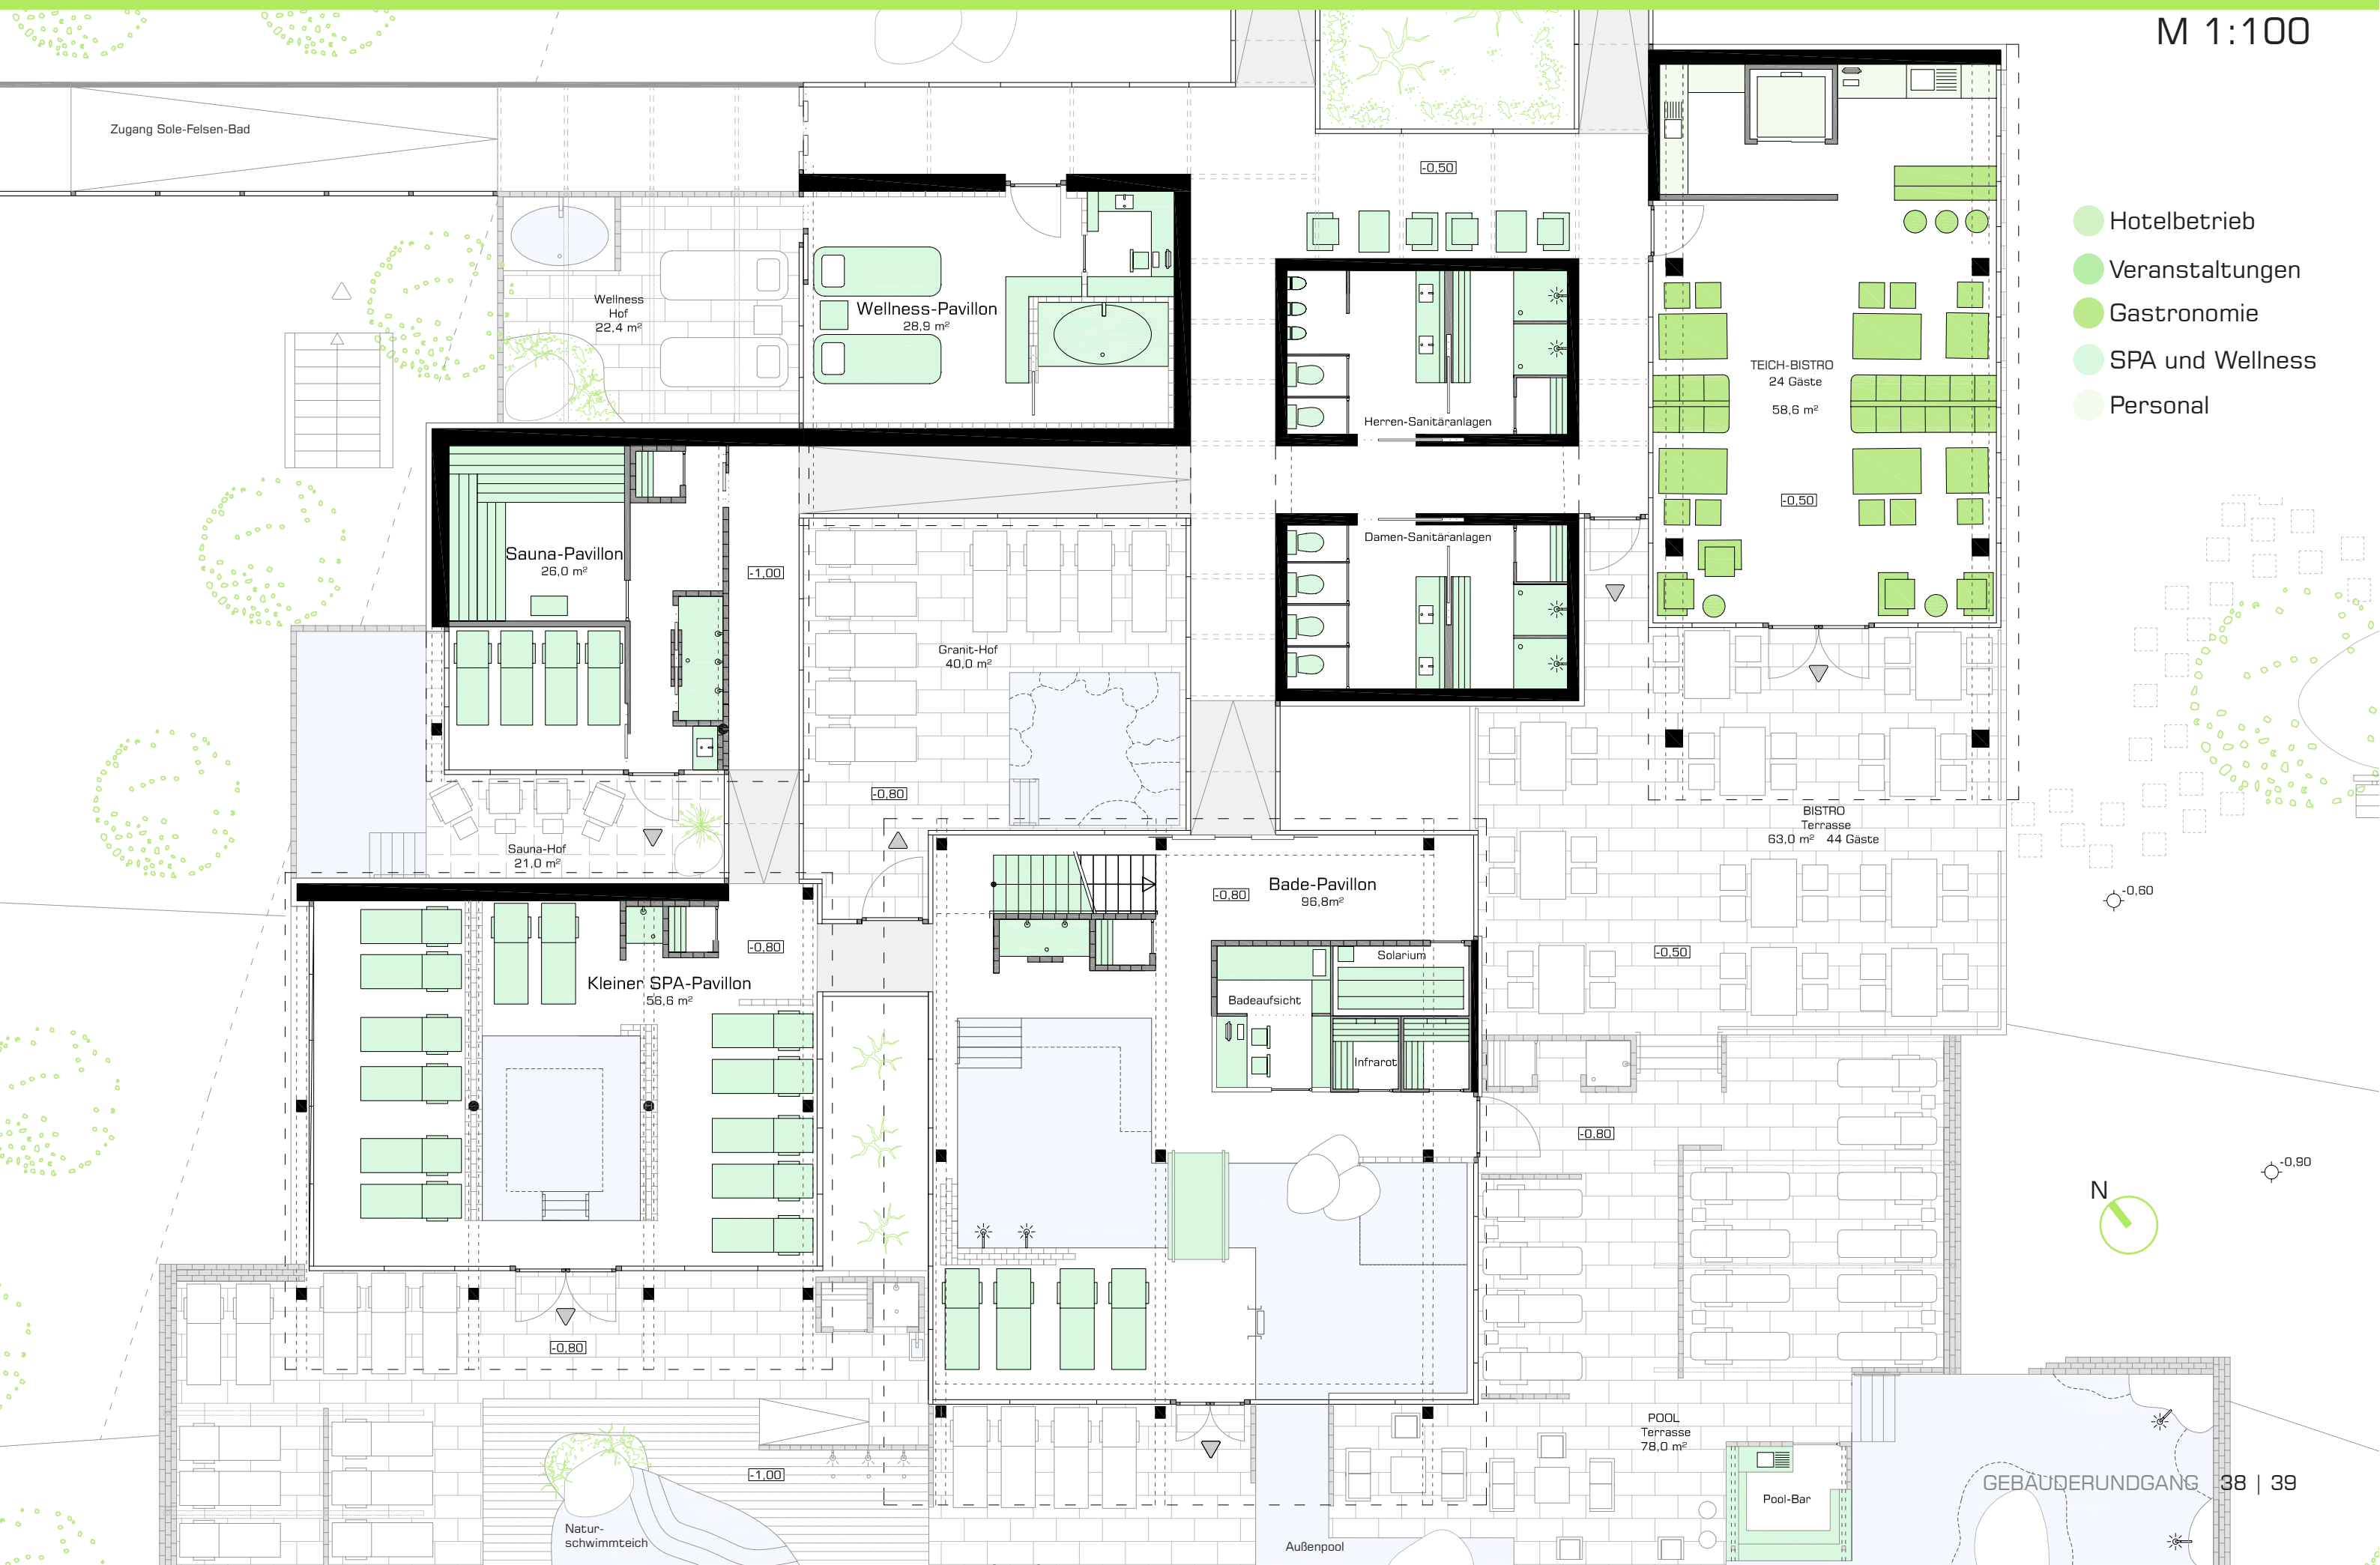 M 1:100
Zugang Sole-Felsen-Bad
-0,50
Hotelbetrieb
Veranstaltungen
Gastronomie
SPA und Wellness
Personal
Wellness
Hof
22,4 m²
Wellness-Pavillon
28,9 m²
TEICH-BISTRO
24 Gäste
58,6 m²
-0,50
Herren-Sanitäranlagen
Damen-Sanitäranlagen
Sauna-Pavillon
26,0 m²
-1,00
Granit-Hof
40,0 m²
-0,80
Sauna-Hof
21,0 m²
BISTRO
Terrasse
63,0 m² 44 Gäste
-0,60
Bade-Pavillon
96,8m²
-0,80
-0,80
-0,50
Kleiner SPA-Pavillon
56,6 m²
Solarium
Badeaufsicht
Infrarot
-0,80
-0,90
N
-0,80
POOL
Terrasse
78,0 m²
-1,00
GEBÄUDERUNDGANG 38 | 39
Pool-Bar
Natur-
schwimmteich
Außenpool